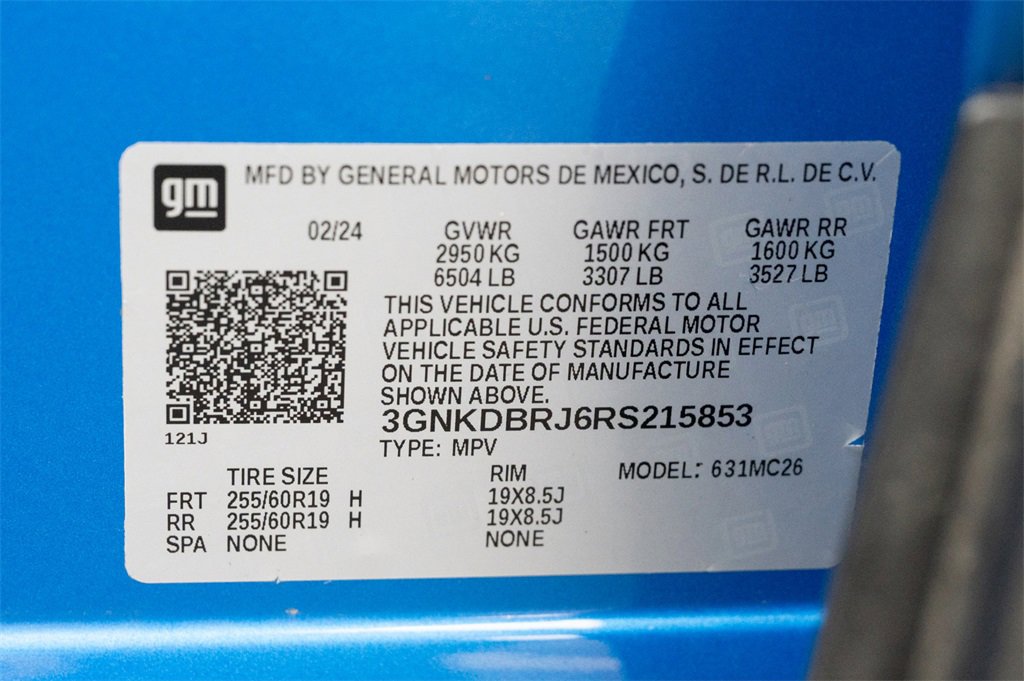 gm
MFD BY GENERAL MOTORS DE MEXICO, S. DE R.L. DE C.V.
02/24 GVWR GAWR FRT GAWR RR
2950 KG 1500 KG 1600 KG
6504 LB 3307 LB 3527 LB
THIS VEHICLE CONFORMS TO ALL
APPLICABLE U.S. FEDERAL MOTOR
VEHICLE SAFETY STANDARDS IN EFFECT
ON THE DATE OF MANUFACTURE
SHOWN ABOVE.
3GNKDBRJ6RS215853
121J
TYPE: MPV
TIRE SIZE RIM MODEL: 631MC26
FRT 255/60R19 H 19X8.5J
RR 255/60R19 H 19X8.5J
SPA NONE NONE